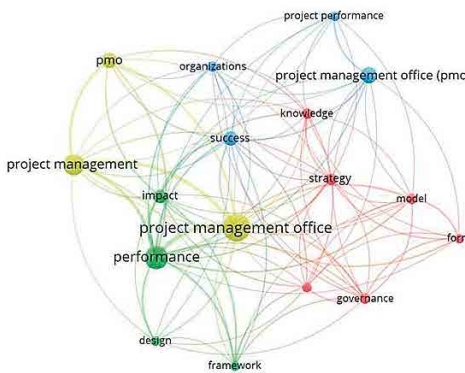 project performance
pmo
organizations
project management office (pmo
knowledge
success
project management
strategy
impact
model
project management office
form
performance
governance
design
framework